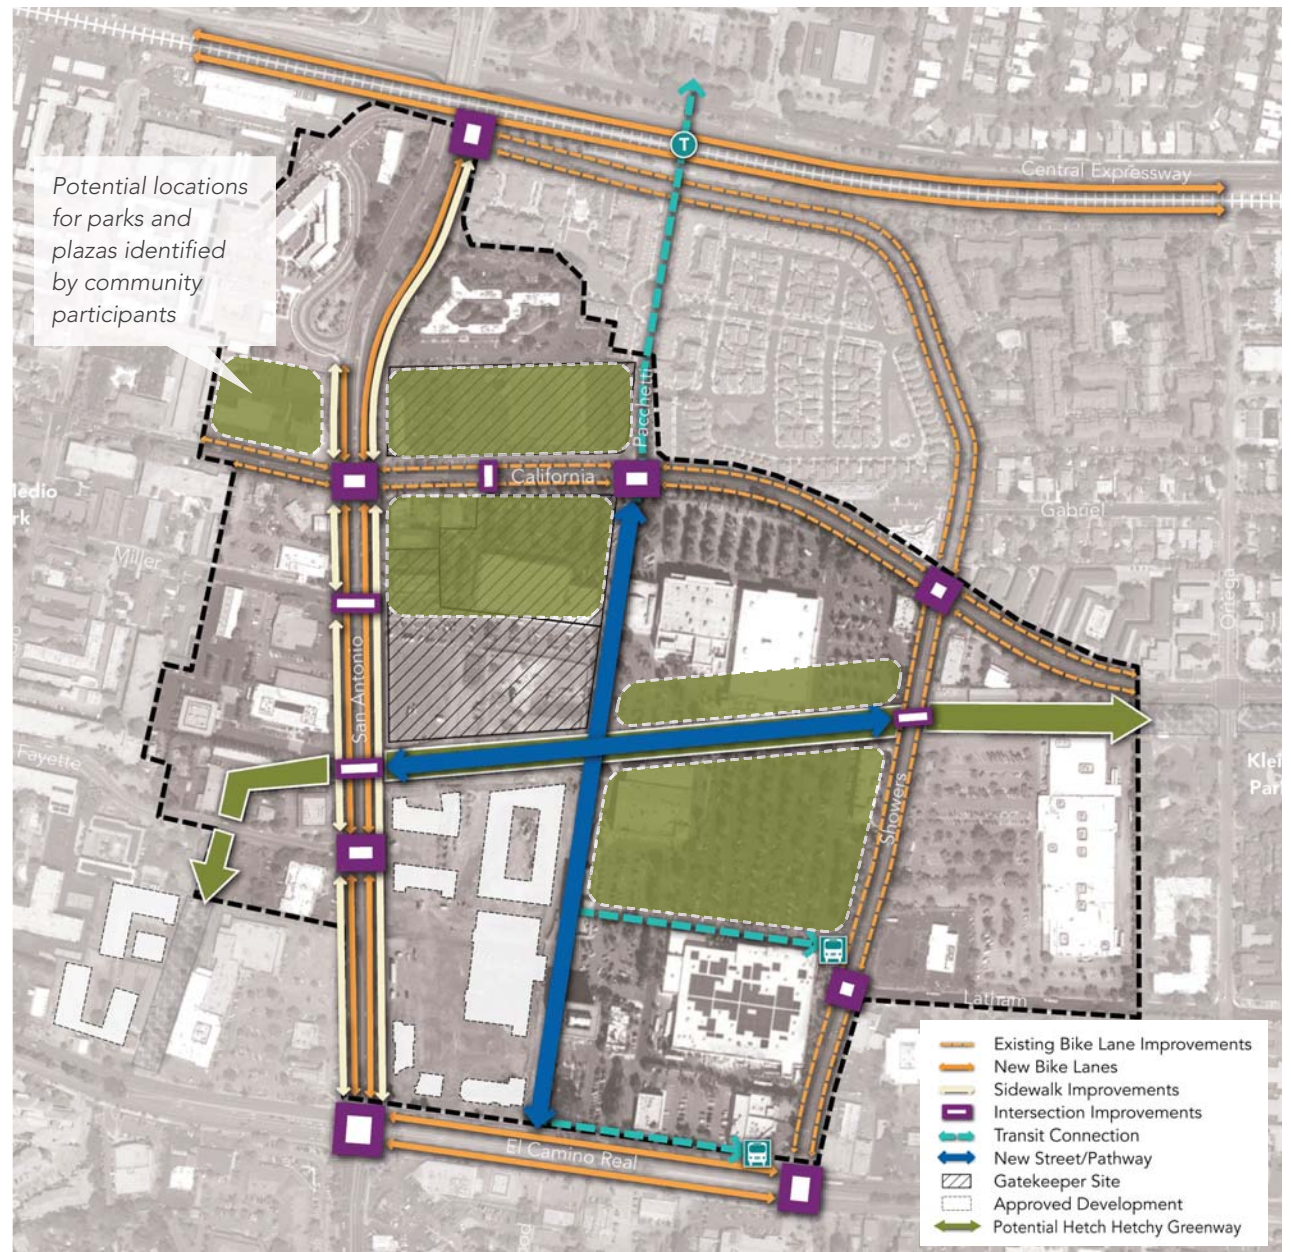 Central Expressway
Potential locations
for parks and
plazas identified
by community
participants
T
Pacchetti
California
Gabriel
Miller
Ortega
San Antonio
Fayette
Showers
Latham
El Camino Real
Existing Bike Lane Improvements
New Bike Lanes
Sidewalk Improvements
Intersection Improvements
Transit Connection
New Street/Pathway
Gatekeeper Site
Approved Development
Potential Hetch Hetchy Greenway